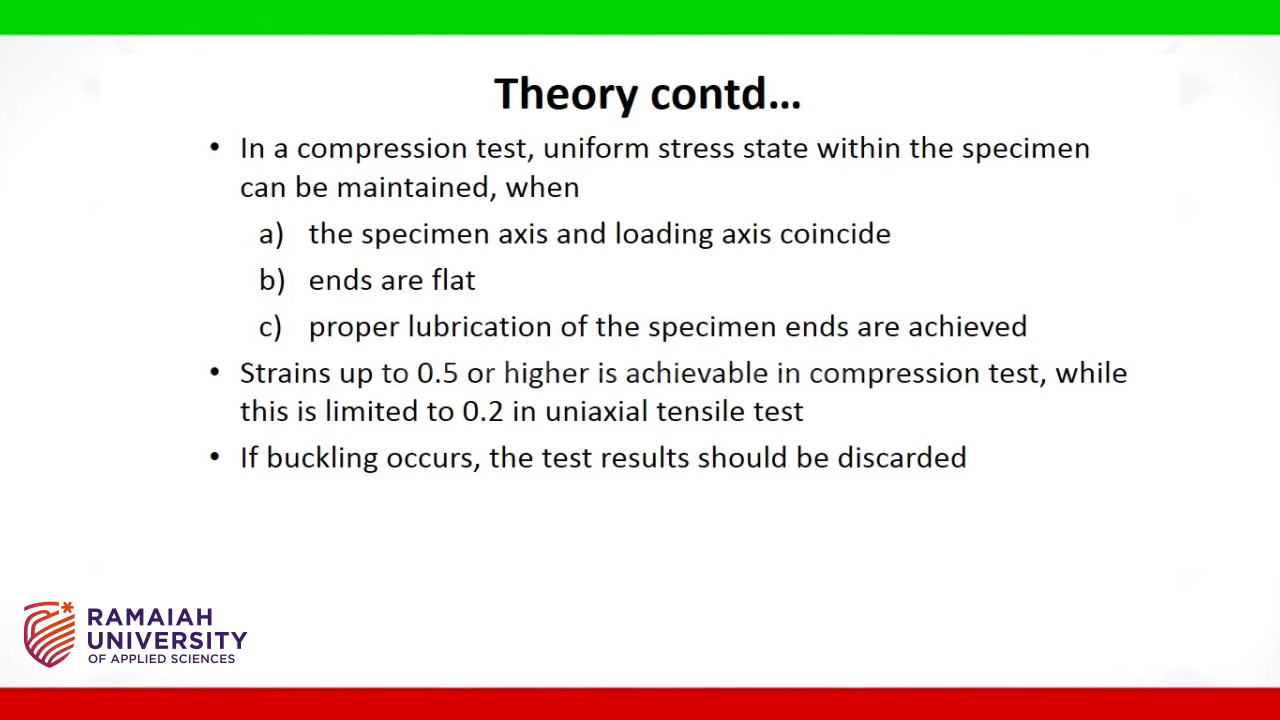 Theory contd...
• In a compression test, uniform stress state within the specimen
can be maintained, when
a) the specimen axis and loading axis coincide
b) ends are flat
c) proper lubrication of the specimen ends are achieved
• Strains up to 0.5 or higher is achievable in compression test, while
this is limited to 0.2 in uniaxial tensile test
• If buckling occurs, the test results should be discarded
RAMAIAH
UNIVERSITY
OF APPLIED SCIENCES